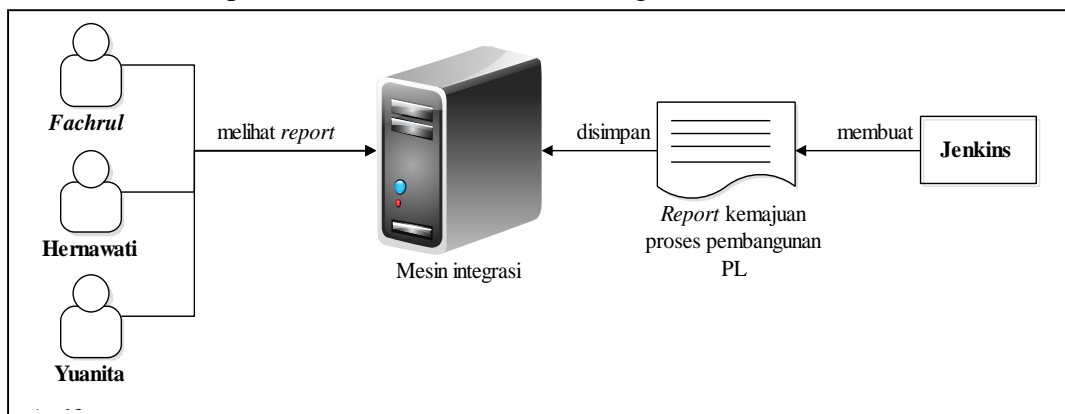 Fachrul
Hernawati
Yuanita
melihat report
Mesin integrasi
disimpan
Report kemajuan
proses pembangunan
PL
membuat
Jenkins